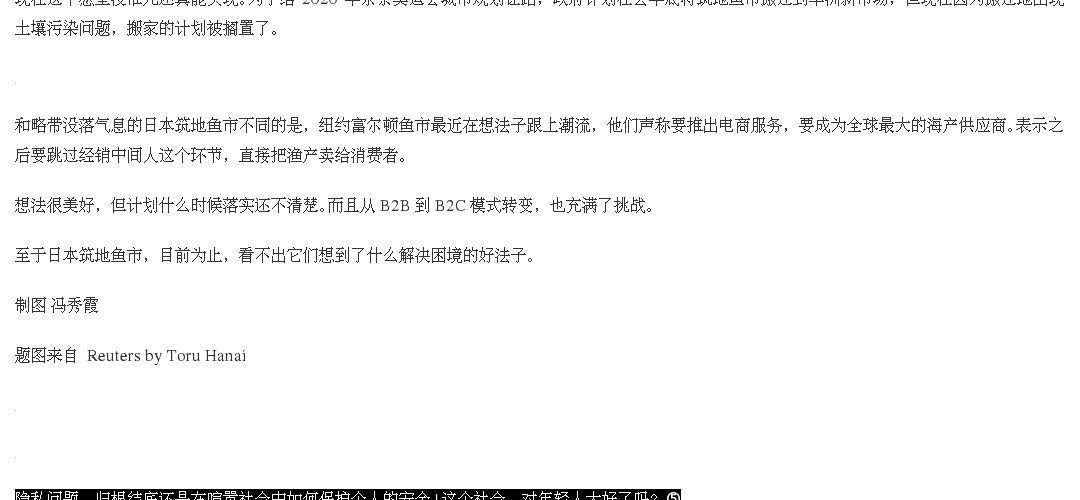 土壤污染问题，搬家的计划被搁置了。
和略带没落气息的日本筑地鱼市不同的是，纽约富尔顿鱼市最近在想法子跟上潮流，他们声称要推出电商服务，要成为全球最大的海产供应商。表示之
后要跳过经销中间人这个环节，直接把渔产卖给消费者。
想法很美好，但计划什么时候落实还不清楚。而且从 B2B 到 B2C 模式转变，也充满了挑战。
至于日本筑地鱼市，目前为止，看不出它们想到了什么解决困境的好法子。
制图 冯秀霞
题图来自 Reuters by Toru Hanai